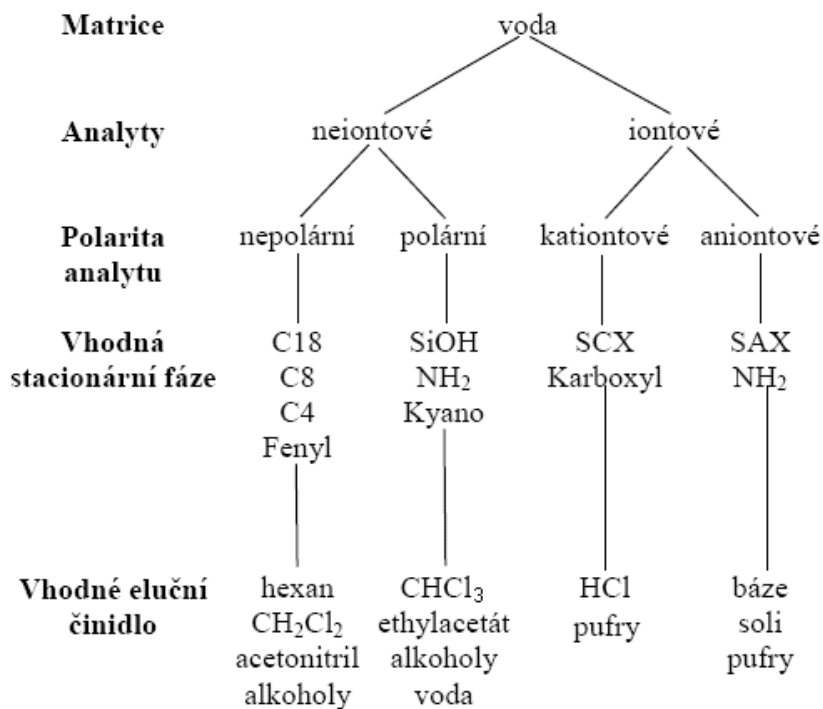 Matrice voda
Analyty neiontové iontové
Polarita nepolární polární kationtové aniontové
analytu
Vhodná C18 SiOH SCX SAX
stacionární fáze C8 NH₂ Karboxyl NH₂
C4 Kyano
Fenyl
Vhodné eluční hexan CHCl₃ HCl báze
činidlo CH₂Cl₂ ethylacetát pufry soli
acetonitril alkoholy pufry
alkoholy voda